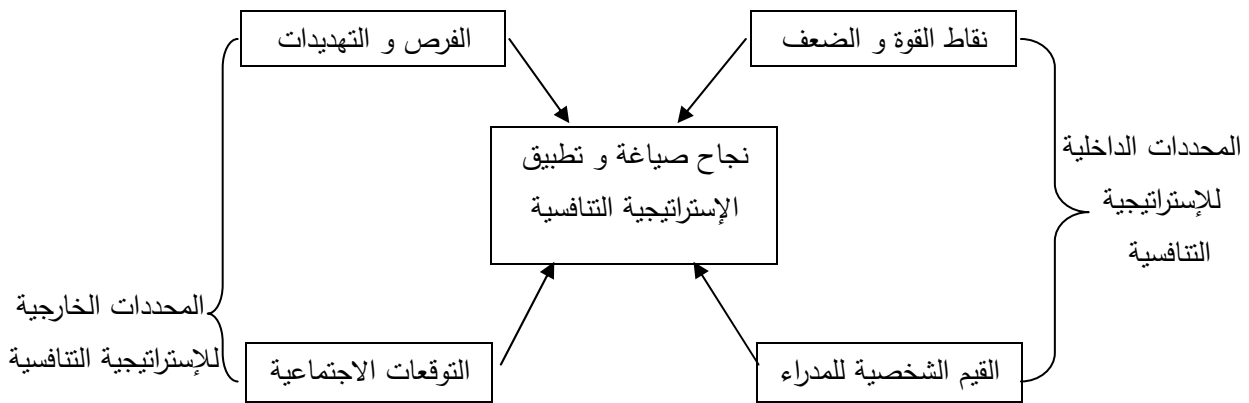 نقاط القوة و الضعف
الفرص و التهديدات
المحددات الداخلية
للإستراتيجية
التنافسية
نجاح صياغة و تطبيق
الإستراتيجية التنافسية
المحددات الخارجية
للإستراتيجية التنافسية
القيم الشخصية للمدراء
التوقعات الاجتماعية